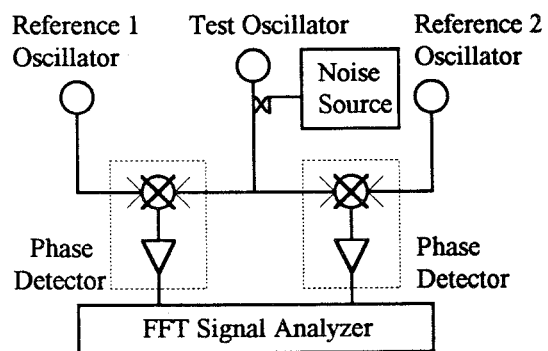 Reference 1
Oscillator
Test Oscillator
Reference 2
Oscillator
Noise
Source
Phase
Detector
Phase
Detector
FFT Signal Analyzer